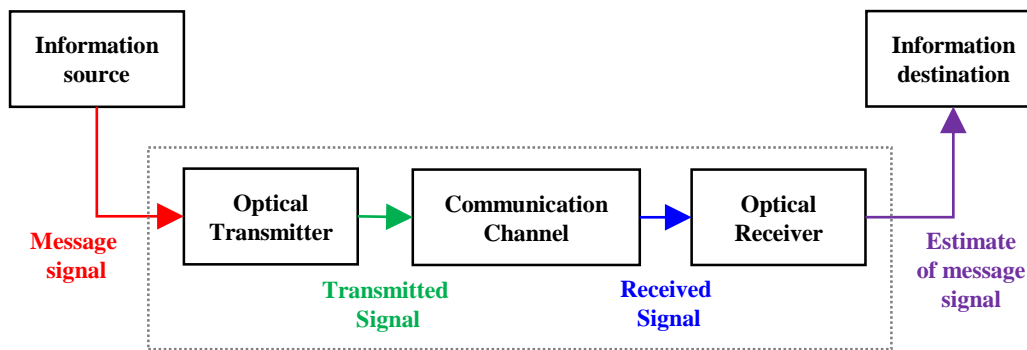 Information
source
Information
destination
Optical
Transmitter
Communication
Channel
Optical
Receiver
Message
signal
Transmitted
Signal
Received
Signal
Estimate
of message
signal